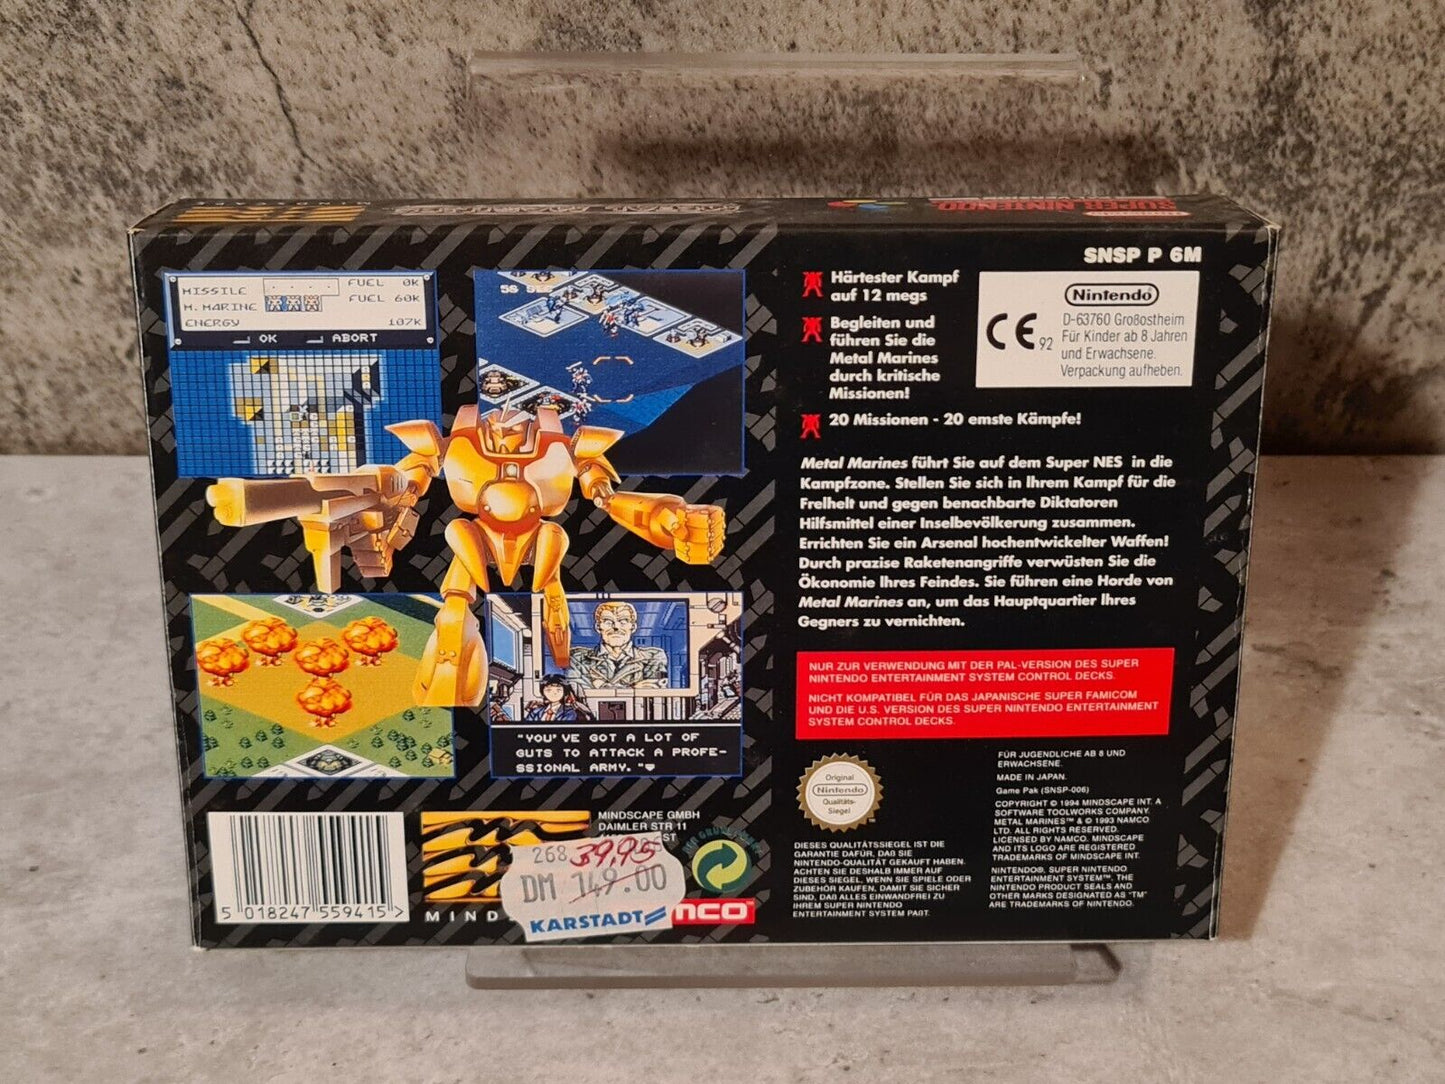 MINDSCAPE
SUPER NINTENDO
SNSP P 6M
MISSILE
FUEL 0K
M. MARINE
FUEL 60K
ENERGY
107K
OK
ABORT
58
Härtester Kampf
auf 12 megs
Begleiten und
führen Sie die
Metal Marines
durch kritische
Missionen!
20 Missionen - 20 emste Kämpfe!
CE 92
Nintendo
D-63760 Großostheim
Für Kinder ab 8 Jahren
und Erwachsene.
Verpackung aufheben.
Metal Marines führt Sie auf dem Super NES in die
Kampfzone. Stellen Sie sich in Ihrem Kampf für die
Freiheit und gegen benachbarte Diktatoren
Hilfsmittel einer Inselbevölkerung zusammen.
Errichten Sie ein Arsenal hochentwickelter Waffen!
Durch prazise Raketenangriffe verwüsten Sie die
Ökonomie Ihres Feindes. Sie führen eine Horde von
Metal Marines an, um das Hauptquartier Ihres
Gegners zu vernichten.
"YOU'VE GOT A LOT OF
GUTS TO ATTACK A PROFE-
SSIONAL ARMY."
NUR ZUR VERWENDUNG MIT DER PAL-VERSION DES SUPER
NINTENDO ENTERTAINMENT SYSTEM CONTROL DECKS.
NICHT KOMPATIBEL FÜR DAS JAPANISCHE SUPER FAMICOM
UND DIE U.S. VERSION DES SUPER NINTENDO ENTERTAINMENT
SYSTEM CONTROL DECKS.
Original
Nintendo
Qualitäts-
Siegel
DIESES QUALITÄTSSIEGEL IST DIE
GARANTIE DAFÜR, DAß SIE
NINTENDO-QUALITÄT GEKAUFT HABEN.
ACHTEN SIE DESHALB IMMER AUF
DIESES SIEGEL, WENN SIE SPIELE ODER
ZUBEHÖR KAUFEN, DAMIT SIE SICHER
SIND, DAß ALLES EINWANDFREI ZU
IHREM SUPER NINTENDO
ENTERTAINMENT SYSTEM PAßT.
FÜR JUGENDLICHE AB 8 UND
ERWACHSENE.
MADE IN JAPAN.
Game Pak (SNSP-006)
COPYRIGHT © 1994 MINDSCAPE INT. A
SOFTWARE TOOLWORKS COMPANY.
METAL MARINES™ & © 1993 NAMCO
LTD. ALL RIGHTS RESERVED.
LICENSED BY NAMCO. MINDSCAPE
AND ITS LOGO ARE REGISTERED
TRADEMARKS OF MINDSCAPE INT.
NINTENDO®, SUPER NINTENDO
ENTERTAINMENT SYSTEM™, THE
NINTENDO PRODUCT SEALS AND
OTHER MARKS DESIGNATED AS "TM"
ARE TRADEMARKS OF NINTENDO.
MINDSCAPE GMBH
DAIMLER STR 11
268 39,95
DM 149.00
KARSTADT
MIND
MCO
5 018247 559415 >